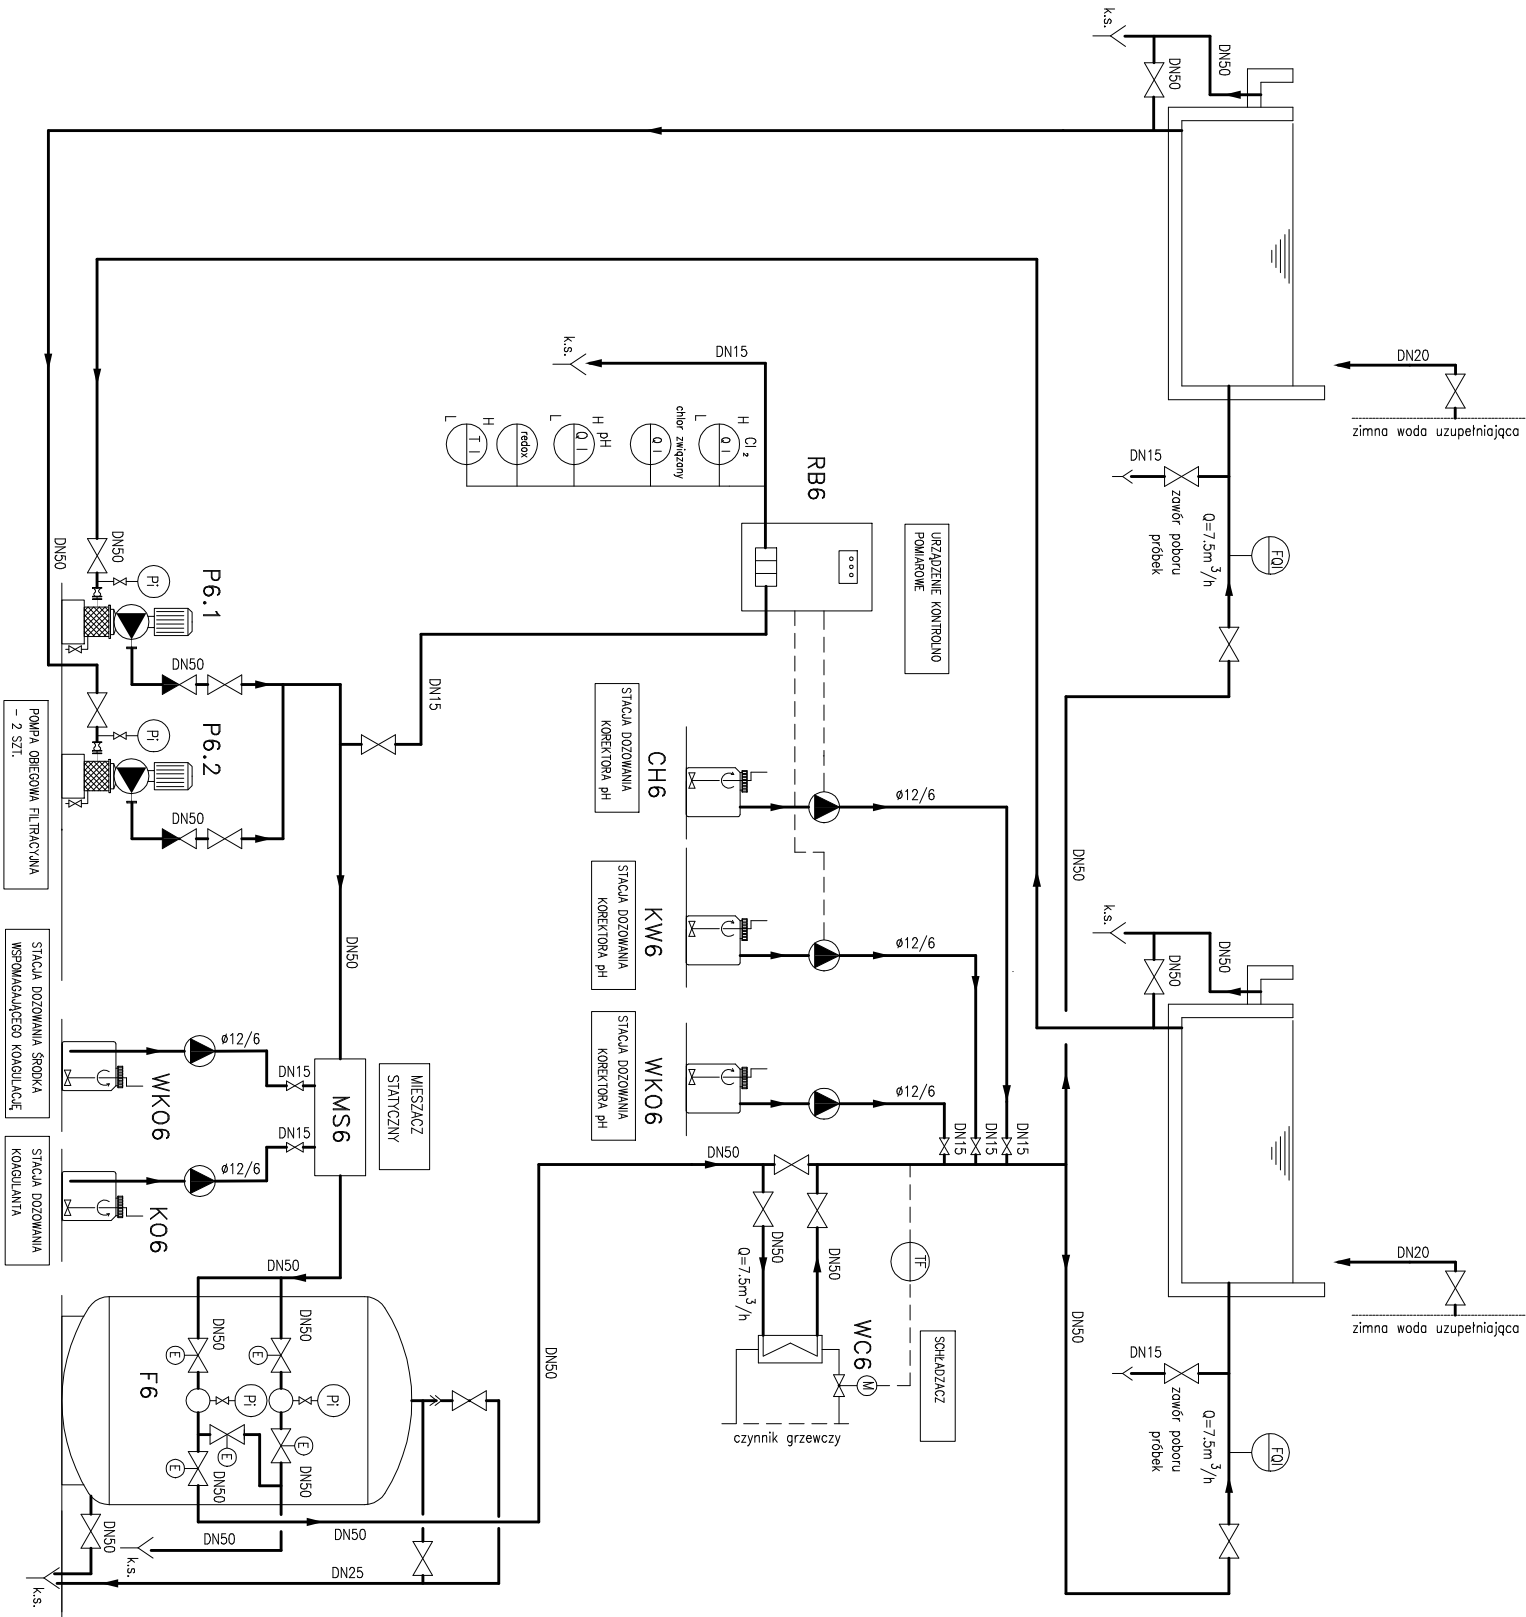 k.s.
DN50
DN50
DN20
zimna woda uzupełniająca
DN15
zawór poboru
próbek
Q=7.5m³/h
FQI
DN50
k.s.
DN50
DN50
DN20
zimna woda uzupełniająca
DN15
zawór poboru
próbek
Q=7.5m³/h
FQI
DN50
k.s.
DN15
L
T I
H
redox
L
Q I
H pH
Q I
chlor związany
L
Q I
H Cl₂
RB6
URZĄDZENIE KONTROLNO
POMIAROWE
DN15
DN50
DN50
Pi
P6.1
DN50
Pi
P6.2
DN50
POMPA OBIEGOWA FILTRACYJNA
– 2 SZT.
STACJA DOZOWANIA
KOREKTORA pH
CH6
ø12/6
STACJA DOZOWANIA
KOREKTORA pH
KW6
ø12/6
STACJA DOZOWANIA
KOREKTORA pH
WKO6
ø12/6
DN15
DN15
DN15
DN50
STACJA DOZOWANIA ŚRODKA
WSPOMAGAJĄCEGO KOAGULACJĘ
WKO6
ø12/6
DN15
STACJA DOZOWANIA
KOAGULANTA
KO6
ø12/6
DN15
MS6
MIESZACZ
STATYCZNY
DN50
DN50
Q=7.5m³/h
DN50
TF
WC6
M
SCHŁADZACZ
czynnik grzewczy
DN50
DN50
DN50
E
E
Pi
Pi
F6
E
E
E
DN50
DN50
DN50
DN50
DN50
DN50
k.s.
DN25
k.s.